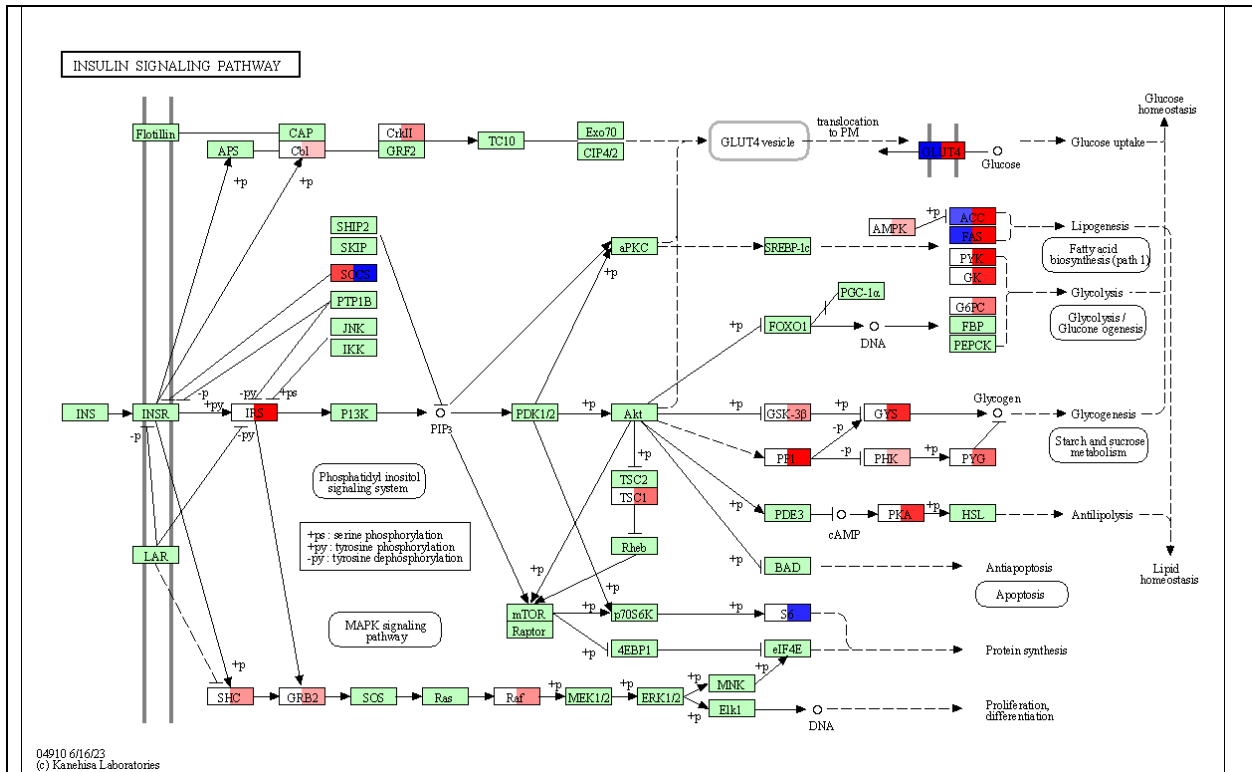 INSULIN SIGNALING PATHWAY
Glucose
homeostasis
Flotillin
CAP
Cbl
APS
CrkII
GRF2
TC10
Exo70
CIP4/2
GLUT4 vesicle
translocation
to PM
GLUT4
Glucose
Glucose uptake
+p
+p
SHIP2
SKIP
SOCS
PTP1B
JNK
IKK
aPKC
+p
SREBP-1c
AMPK
+p
ACC
FAS
PYK
GK
G6PC
FBP
PEPCK
Lipogenesis
Fatty acid
biosynthesis (path 1)
Glycolysis
Glycolysis /
Glucone ogenesis
PGC-1α
+p
FOXO1
DNA
INS
INSR
-p
+py
-p
-py
+ps
IRS
-py
P13K
PIP3
PDK1/2
+p
Akt
+p
GSK-3β
+p
GYS
Glycogen
Glycogenesis
Starch and sucrose
metabolism
-p
PP1
-p
PHK
+p
PYG
+p
TSC2
TSC1
Rheb
+p
PDE3
cAMP
PKA
+p
HSL
Antilipolysis
Lipid
homeostasis
Phosphatidyl inositol
signaling system
+ps : serine phosphorylation
+py : tyrosine phosphorylation
-py : tyrosine dephosphorylation
LAR
+p
+p
BAD
Antiapoptosis
Apoptosis
MAPK signaling
pathway
mTOR
Raptor
+p
p70S6K
+p
S6
+p
4EBP1
eIF4E
Protein synthesis
+p
SHC
GRB2
SOS
Ras
Raf
+p
MEK1/2
+p
ERK1/2
+p
MNK
+p
+p
Elk1
DNA
Proliferation,
differentiation
04910 6/16/23
(c) Kanehisa Laboratories